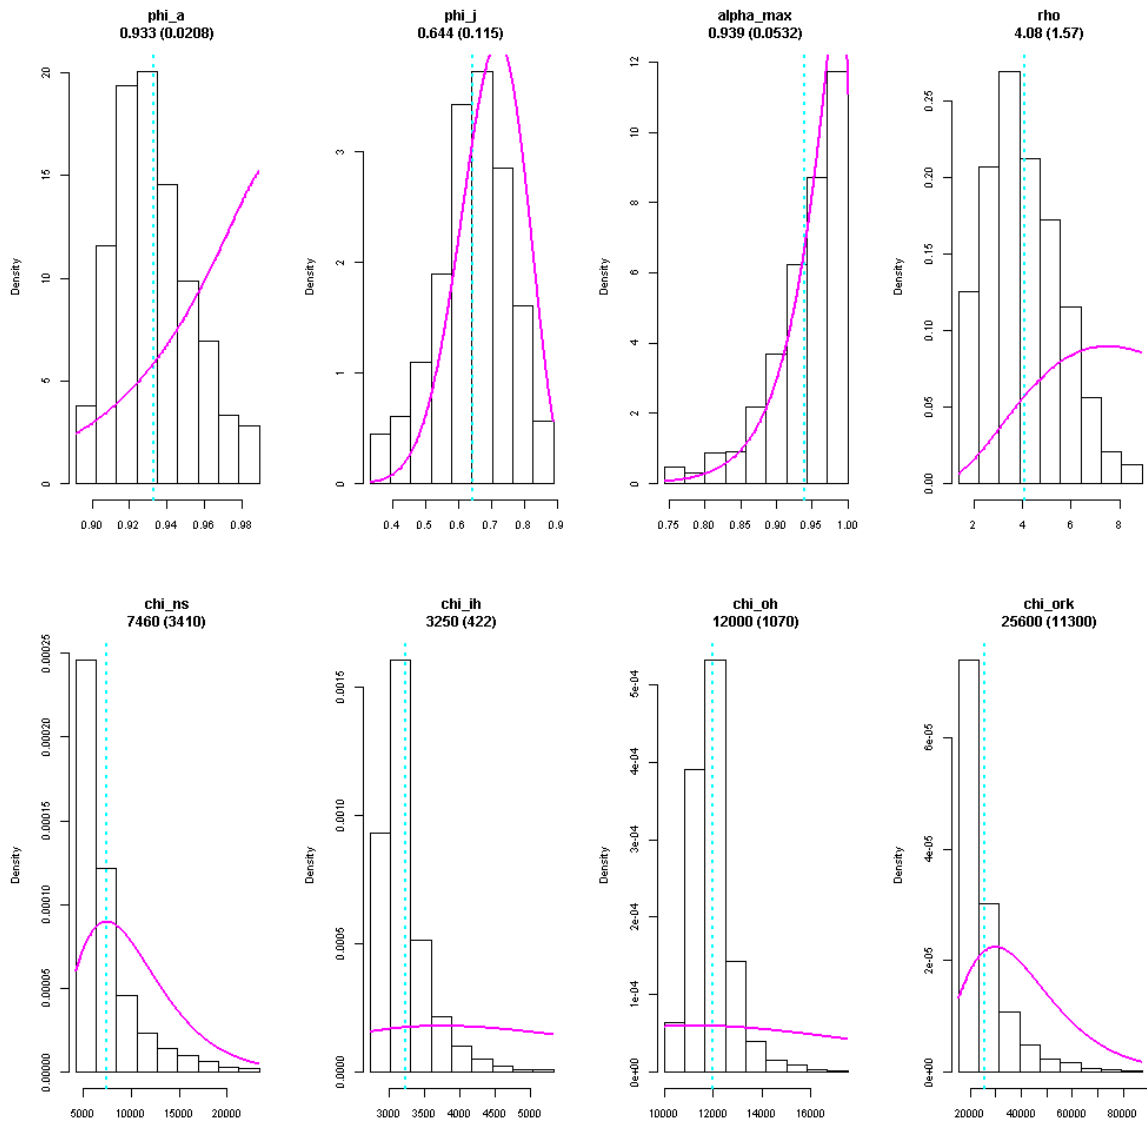 phi_a
0.933 (0.0208)
phi_j
0.644 (0.115)
alpha_max
0.939 (0.0532)
rho
4.08 (1.57)
Density
0
5
10
15
20
0.90 0.92 0.94 0.96 0.98
Density
0
1
2
3
0.4 0.5 0.6 0.7 0.8 0.9
Density
0
2
4
6
8
10
12
0.75 0.80 0.85 0.90 0.95 1.00
Density
0.00
0.05
0.10
0.15
0.20
0.25
2 4 6 8
chi_ns
7460 (3410)
chi_ih
3250 (422)
chi_oh
12000 (1070)
chi_ork
25600 (11300)
Density
0.00000
0.00005
0.00010
0.00015
0.00020
0.00025
5000 10000 15000 20000
Density
0.0000
0.0005
0.0010
0.0015
3000 3500 4000 4500 5000
Density
0e+00
1e-04
2e-04
3e-04
4e-04
5e-04
10000 12000 14000 16000
Density
0e+00
2e-05
4e-05
6e-05
20000 40000 60000 80000